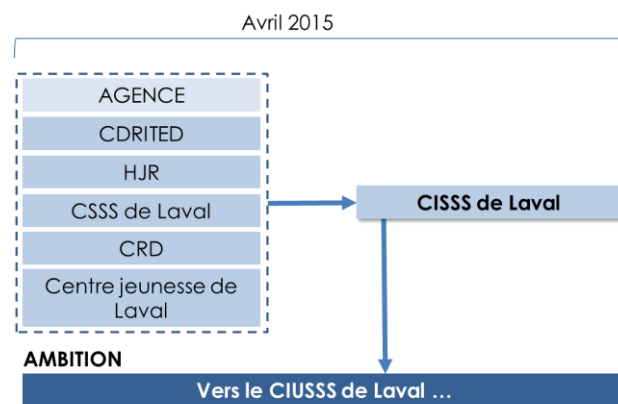 Avril 2015
AGENCE
CDRITED
HJR
CSSS de Laval
CRD
Centre jeunesse de
Laval
CISSS de Laval
AMBITION
Vers le CIUSSS de Laval ...